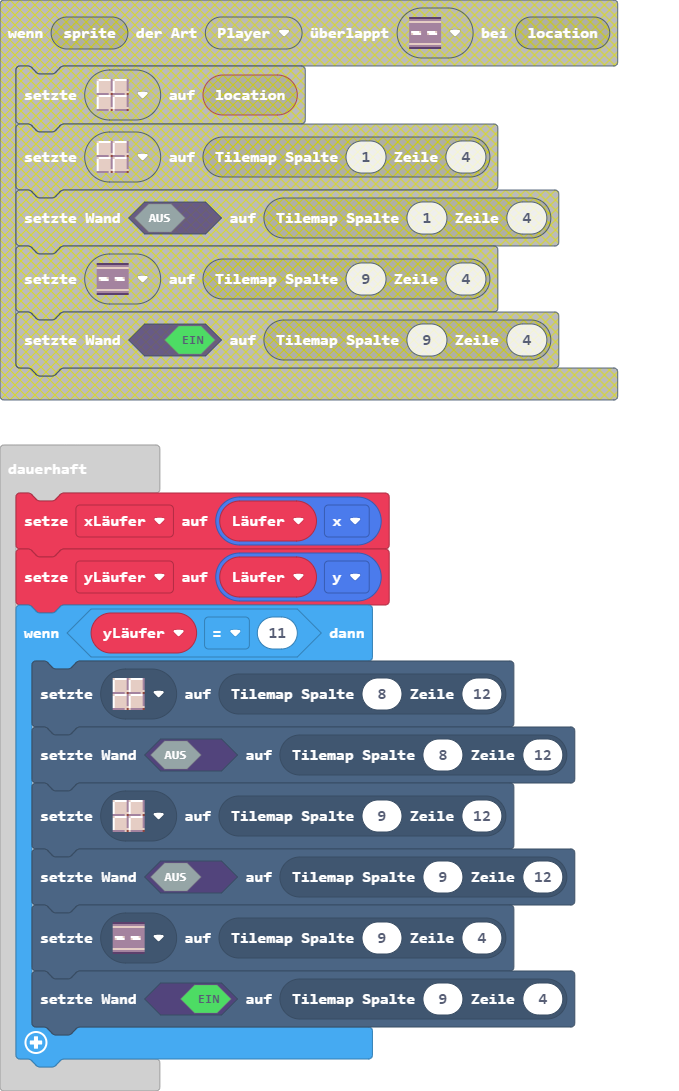 wenn sprite der Art Player überlappt bei location
setzte auf location
setzte auf Tilemap Spalte 1 Zeile 4
setzte Wand AUS auf Tilemap Spalte 1 Zeile 4
setzte auf Tilemap Spalte 9 Zeile 4
setzte Wand EIN auf Tilemap Spalte 9 Zeile 4
dauerhaft
setze xLäufer auf Läufer x
setze yLäufer auf Läufer y
wenn yLäufer = 11 dann
setzte auf Tilemap Spalte 8 Zeile 12
setzte Wand AUS auf Tilemap Spalte 8 Zeile 12
setzte auf Tilemap Spalte 9 Zeile 12
setzte Wand AUS auf Tilemap Spalte 9 Zeile 12
setzte auf Tilemap Spalte 9 Zeile 4
setzte Wand EIN auf Tilemap Spalte 9 Zeile 4